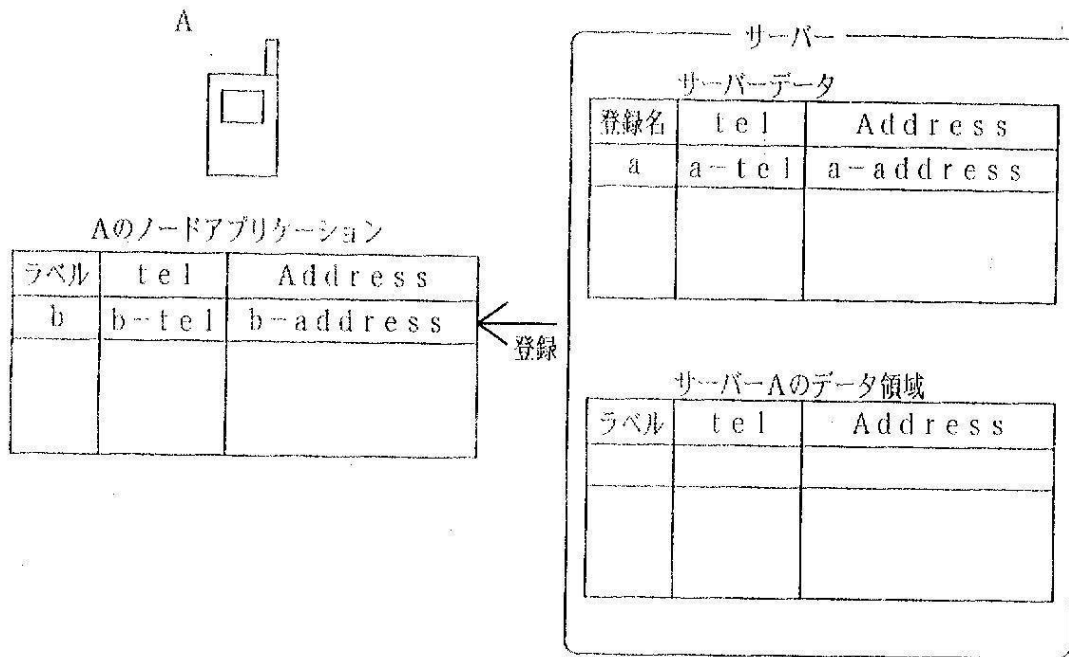 A
サーバー
サーバーデータ
登録名 tel Address
a a-tel a-address
Aのノードアプリケーション
ラベル tel Address
b b-tel b-address
登録
サーバーAのデータ領域
ラベル tel Address